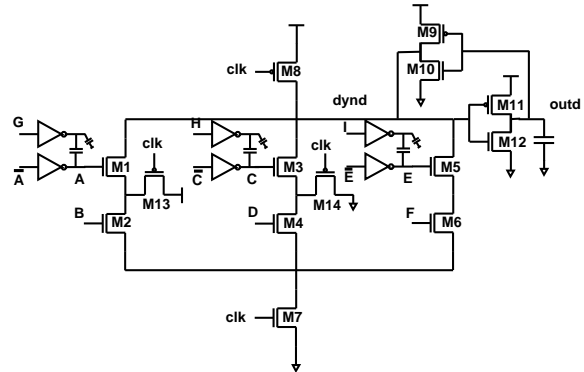 M9
clk
M8
M10
dynd
M11
outd
G
H
I
clk
clk
M12
A̅
A
M1
C̅
C
M3
E̅
E
M5
M13
M14
B
M2
D
M4
F
M6
clk
M7